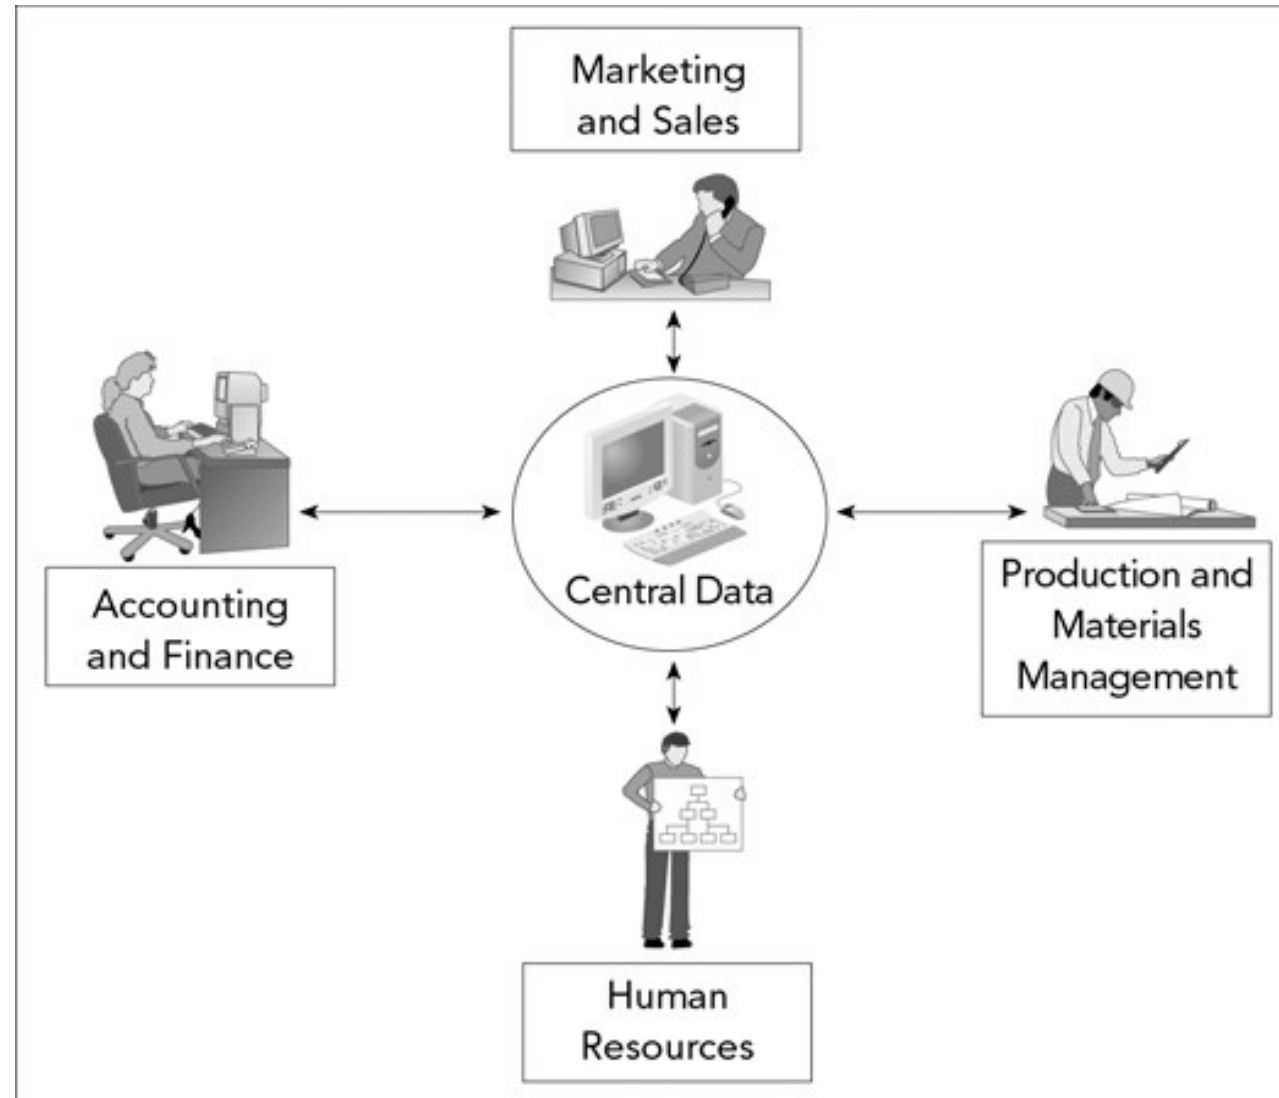 Marketing
and Sales
Central Data
Accounting
and Finance
Production and
Materials
Management
Human
Resources